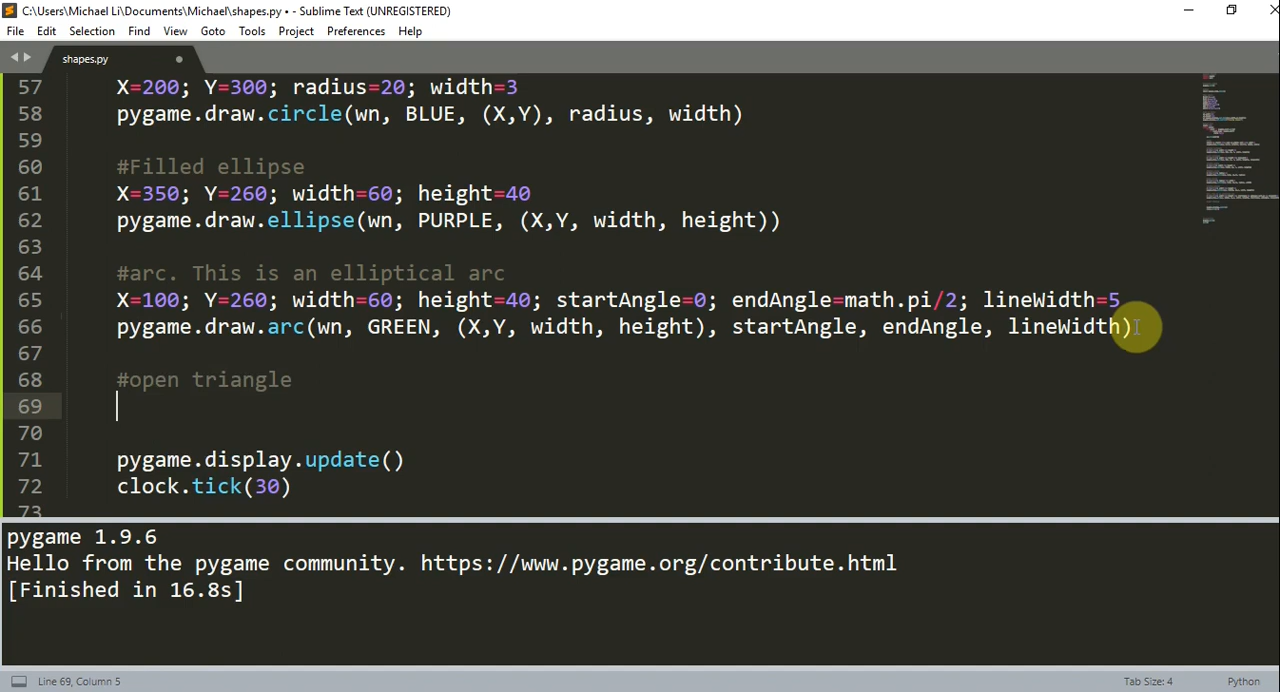 C:\Users\Michael Li\Documents\Michael\shapes.py • - Sublime Text (UNREGISTERED)
File Edit Selection Find View Goto Tools Project Preferences Help
shapes.py
57 X=200; Y=300; radius=20; width=3
58 pygame.draw.circle(wn, BLUE, (X,Y), radius, width)
59
60 #Filled ellipse
61 X=350; Y=260; width=60; height=40
62 pygame.draw.ellipse(wn, PURPLE, (X,Y, width, height))
63
64 #arc. This is an elliptical arc
65 X=100; Y=260; width=60; height=40; startAngle=0; endAngle=math.pi/2; lineWidth=5
66 pygame.draw.arc(wn, GREEN, (X,Y, width, height), startAngle, endAngle, lineWidth)
67
68 #open triangle
69
70
71 pygame.display.update()
72 clock.tick(30)
73
pygame 1.9.6
Hello from the pygame community. https://www.pygame.org/contribute.html
[Finished in 16.8s]
Line 69, Column 5 Tab Size: 4 Python